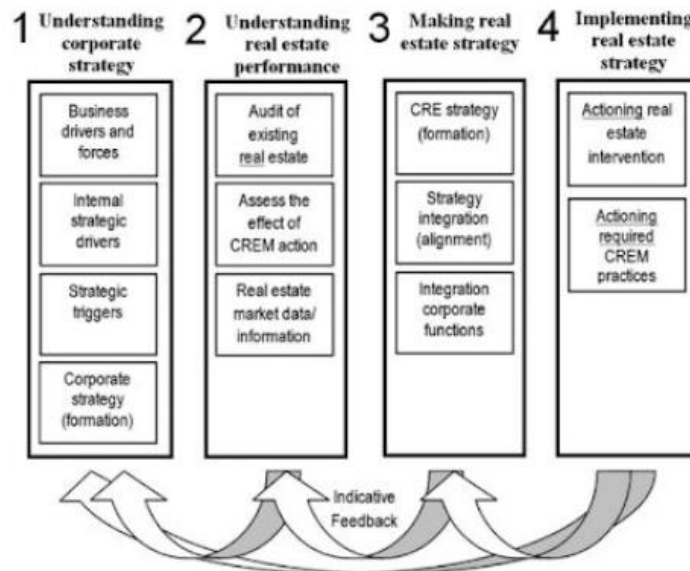 1 Understanding
corporate
strategy
Business
drivers and
forces
Internal
strategic
drivers
Strategic
triggers
Corporate
strategy
(formation)
2 Understanding
real estate
performance
Audit of
existing
real estate
Assess the
effect of
CREM action
Real estate
market data/
information
3 Making real
estate strategy
CRE strategy
(formation)
Strategy
integration
(alignment)
Integration
corporate
functions
4 Implementing
real estate
strategy
Actioning real
estate
intervention
Actioning
required
CREM
practices
Indicative
Feedback